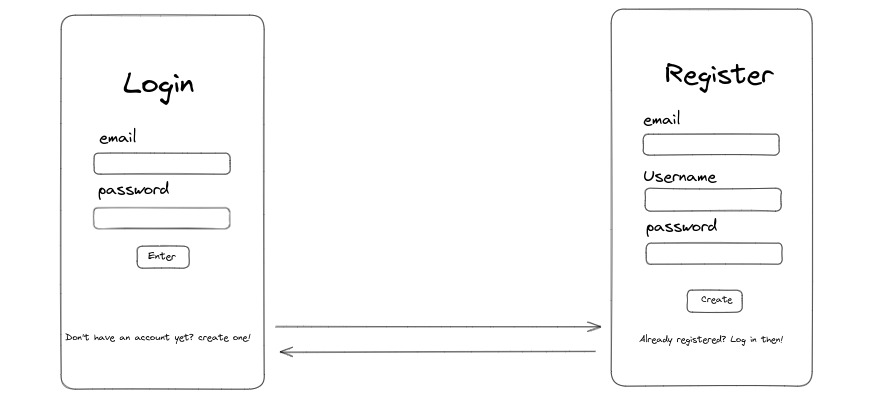 Login
email
password
Enter
Don't have an account yet? create one!
Register
email
Username
password
Create
Already registered? Log in then!